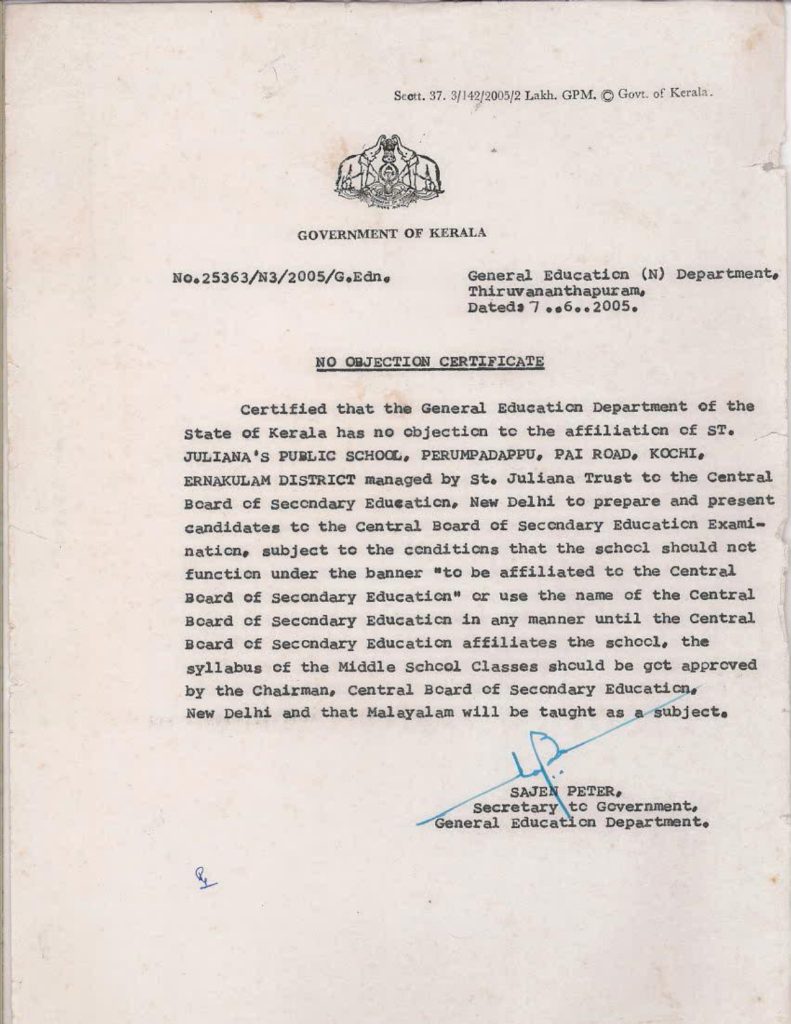 Sectt. 37. 3/142/2005/2 Lakh. GPM. © Govt. of Kerala.
GOVERNMENT OF KERALA
No.25363/N3/2005/G.Edn.
General Education (N) Department,
Thiruvananthapuram,
Dated: 7..6..2005.
NO OBJECTION CERTIFICATE
Certified that the General Education Department of the
State of Kerala has no objection to the affiliation of ST.
JULIANA'S PUBLIC SCHOOL, PERUMPADAPPU, PAI ROAD, KOCHI,
ERNAKULAM DISTRICT managed by St. Juliana Trust to the Central
Board of Secondary Education, New Delhi to prepare and present
candidates to the Central Board of Secondary Education Exami-
nation, subject to the conditions that the school should not
function under the banner "to be affiliated to the Central
Board of Secondary Education" or use the name of the Central
Board of Secondary Education in any manner until the Central
Board of Secondary Education affiliates the school, the
syllabus of the Middle School Classes should be got approved
by the Chairman, Central Board of Secondary Education,
New Delhi and that Malayalam will be taught as a subject.
SAJEN PETER,
Secretary to Government,
General Education Department.